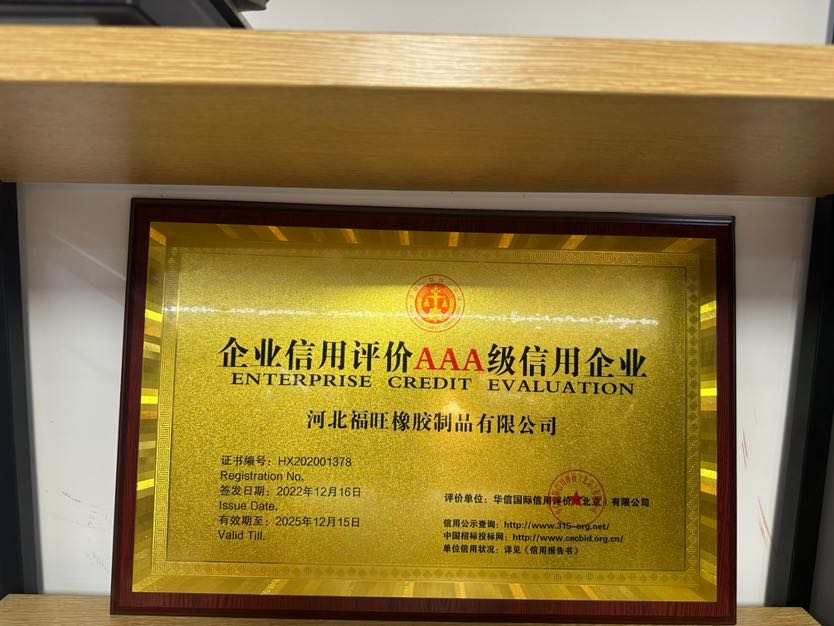 企业信用评价AAA级信用企业
ENTERPRISE CREDIT EVALUATION
河北福旺橡胶制品有限公司
证书编号：HX202001378
Registration No.
签发日期：2022年12月16日
Issue Date.
有效期至：2025年12月15日
Valid Till.
评价单位：华信国际信用评价（北京）有限公司
信用公示查询：http://www.315-org.net/
中国招标投标网：http://www.cecbid.org.cn/
单位信用状况：详见《信用报告书》